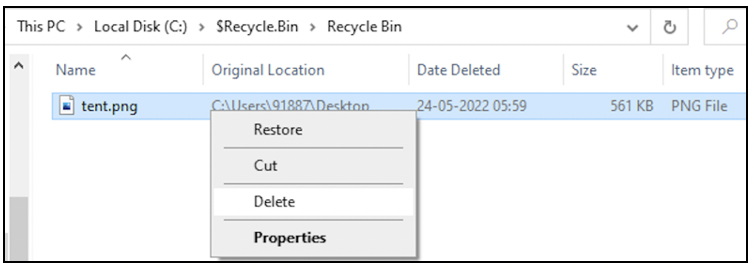 This PC > Local Disk (C:) > $Recycle.Bin > Recycle Bin
Name Original Location Date Deleted Size Item type
tent.png C:\Users\91887\Desktop 24-05-2022 05:59 561 KB PNG File
Restore
Cut
Delete
Properties